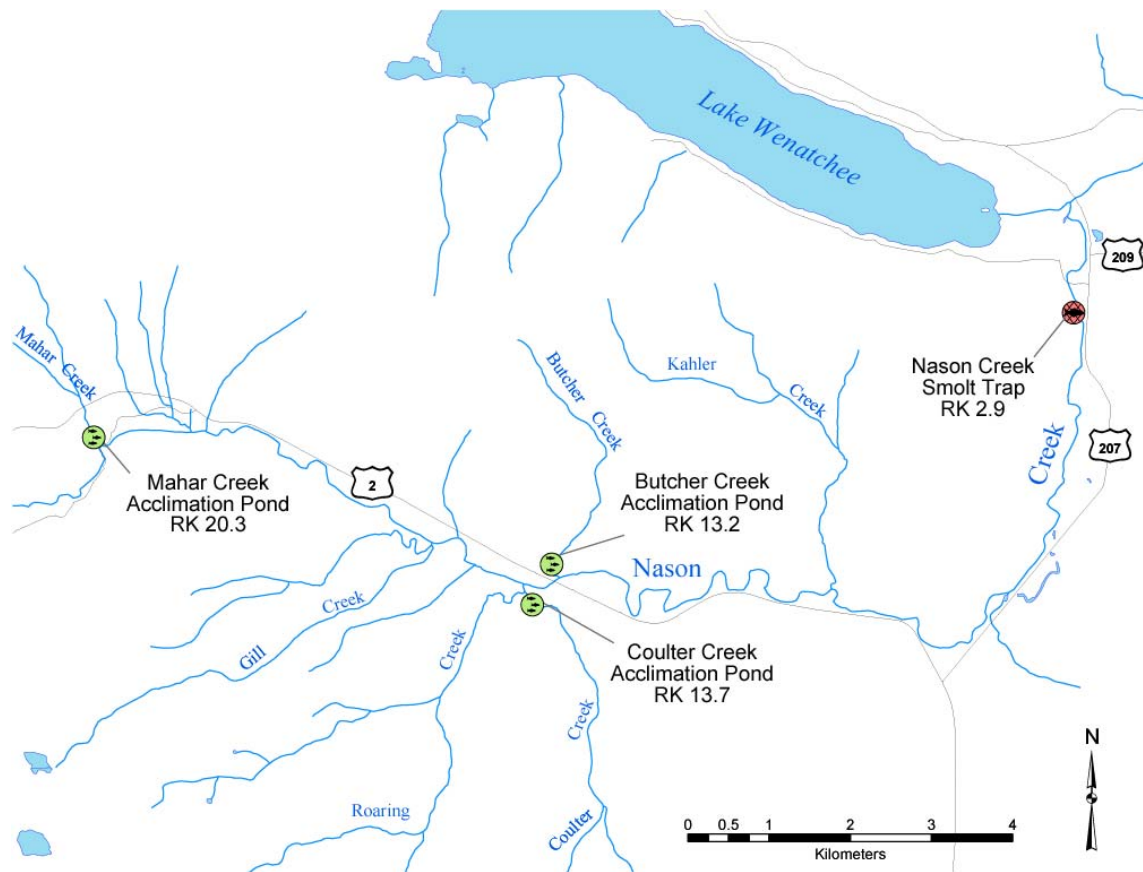 Lake Wenatchee
209
Nason Creek
Smolt Trap
RK 2.9
Mahar Creek
Butcher Creek
Kahler Creek
Creek
207
Mahar Creek
Acclimation Pond
RK 20.3
2
Butcher Creek
Acclimation Pond
RK 13.2
Nason
Gill Creek
Creek
Coulter Creek
Acclimation Pond
RK 13.7
Creek
Roaring
Coulter
N
0 0.5 1 2 3 4
Kilometers